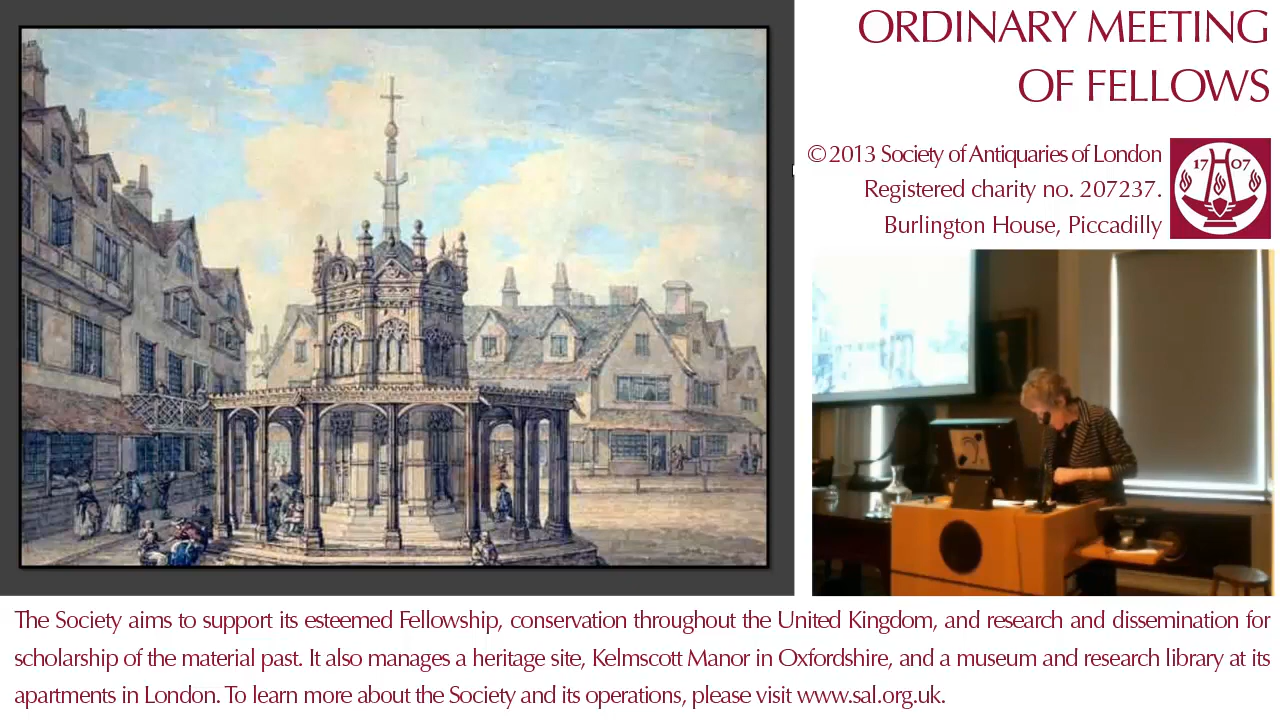 ORDINARY MEETING
OF FELLOWS
© 2013 Society of Antiquaries of London
Registered charity no. 207237.
Burlington House, Piccadilly
1707
The Society aims to support its esteemed Fellowship, conservation throughout the United Kingdom, and research and dissemination for
scholarship of the material past. It also manages a heritage site, Kelmscott Manor in Oxfordshire, and a museum and research library at its
apartments in London. To learn more about the Society and its operations, please visit www.sal.org.uk.